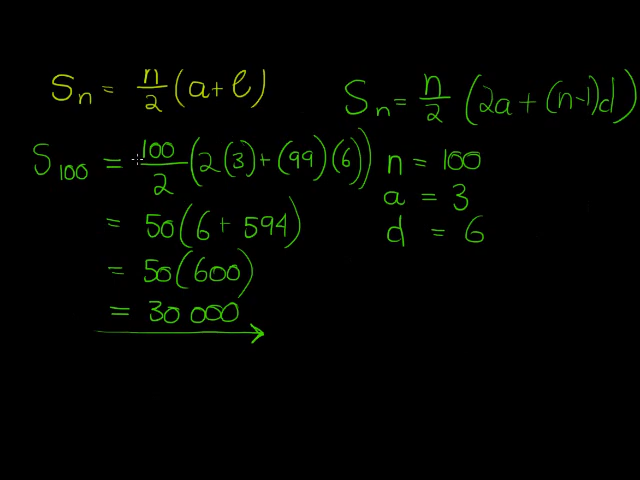 Sn = n/2 (a + l)
Sn = n/2 (2a + (n-1)d)
S100 = 100/2 (2(3) + (99)(6))
n = 100
a = 3
= 50(6 + 594)
d = 6
= 50(600)
= 30 000